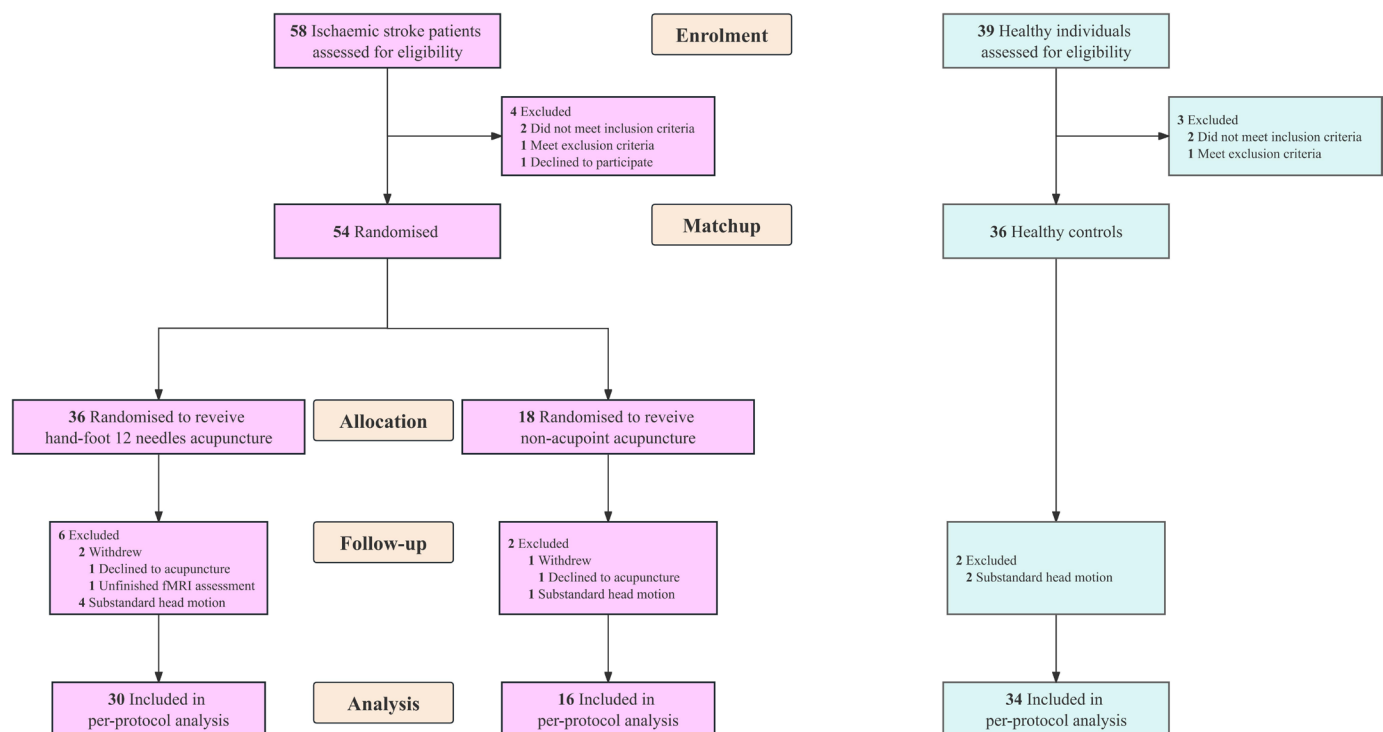 58 Ischaemic stroke patients
assessed for eligibility
Enrolment
39 Healthy individuals
assessed for eligibility
4 Excluded
2 Did not meet inclusion criteria
1 Meet exclusion criteria
1 Declined to participate
3 Excluded
2 Did not meet inclusion criteria
1 Meet exclusion criteria
54 Randomised
Matchup
36 Healthy controls
36 Randomised to reveive
hand-foot 12 needles acupuncture
Allocation
18 Randomised to reveive
non-acupoint acupuncture
6 Excluded
2 Withdrew
1 Declined to acupuncture
1 Unfinished fMRI assessment
4 Substandard head motion
Follow-up
2 Excluded
1 Withdrew
1 Declined to acupuncture
1 Substandard head motion
2 Excluded
2 Substandard head motion
30 Included in
per-protocol analysis
Analysis
16 Included in
per-protocol analysis
34 Included in
per-protocol analysis